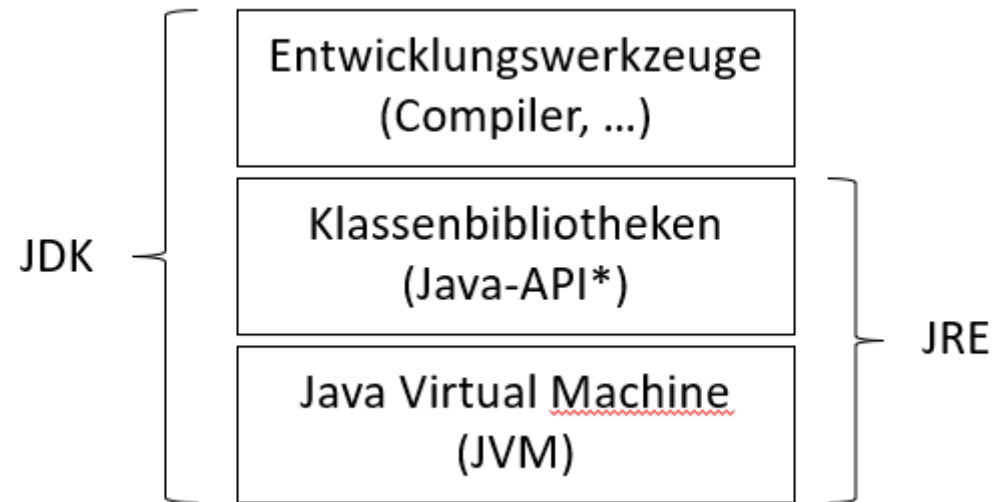 Entwicklungswerkzeuge
(Compiler, ...)
Klassenbibliotheken
(Java-API*)
JDK
JRE
Java Virtual Machine
(JVM)